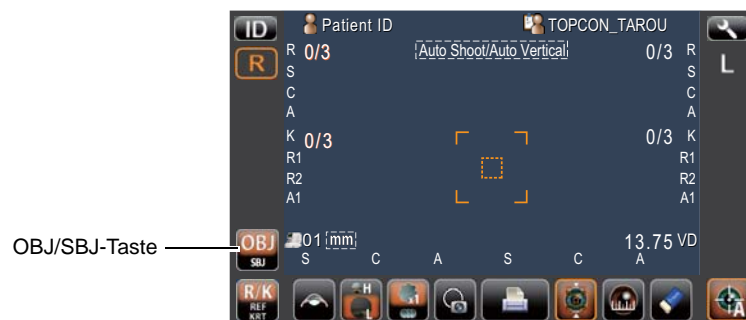 ID Patient ID TOPCON_TAROU
R R 0/3 Auto Shoot/Auto Vertical 0/3 R L
S S
C C
A A
K 0/3 0/3 K
R1 R1
R2 R2
A1 A1
OBJ/SBJ-Taste OBJ SBJ 01 mm 13.75 VD
S C A S C A
R/K REF KRT H L x1 A